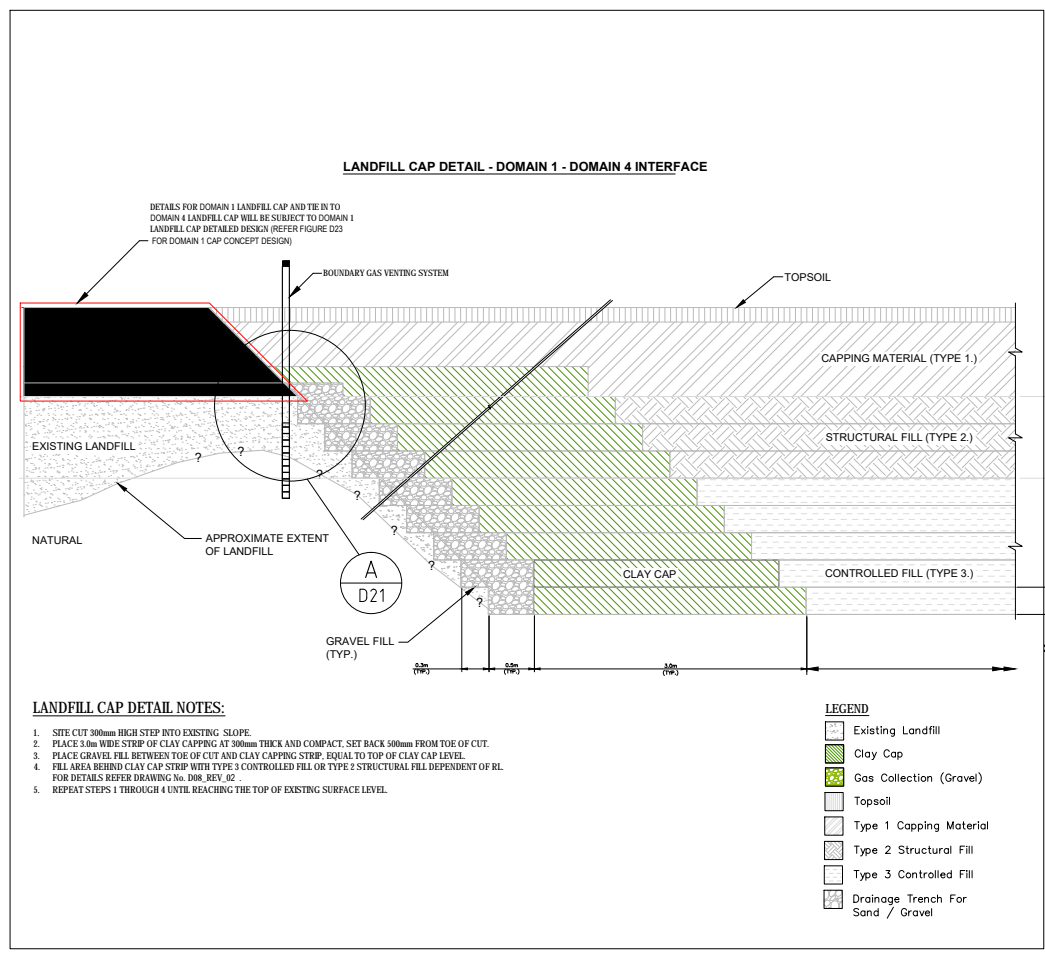 LANDFILL CAP DETAIL - DOMAIN 1 - DOMAIN 4 INTERFACE
DETAILS FOR DOMAIN 1 LANDFILL CAP AND TIE IN TO
DOMAIN 4 LANDFILL CAP WILL BE SUBJECT TO DOMAIN 1
LANDFILL CAP DETAILED DESIGN (REFER FIGURE D23
FOR DOMAIN 1 CAP CONCEPT DESIGN)
BOUNDARY GAS VENTING SYSTEM
TOPSOIL
CAPPING MATERIAL (TYPE 1.)
STRUCTURAL FILL (TYPE 2.)
EXISTING LANDFILL
?
?
?
?
?
?
?
NATURAL
APPROXIMATE EXTENT
OF LANDFILL
A
D21
CLAY CAP
CONTROLLED FILL (TYPE 3.)
GRAVEL FILL
(TYP.)
0.3m
(TYP.)
0.5m
(TYP.)
3.0m
(TYP.)
LANDFILL CAP DETAIL NOTES:
1. SITE CUT 300mm HIGH STEP INTO EXISTING SLOPE.
2. PLACE 3.0m WIDE STRIP OF CLAY CAPPING AT 300mm THICK AND COMPACT, SET BACK 500mm FROM TOE OF CUT.
3. PLACE GRAVEL FILL BETWEEN TOE OF CUT AND CLAY CAPPING STRIP, EQUAL TO TOP OF CLAY CAP LEVEL.
4. FILL AREA BEHIND CLAY CAP STRIP WITH TYPE 3 CONTROLLED FILL OR TYPE 2 STRUCTURAL FILL DEPENDENT OF RL.
FOR DETAILS REFER DRAWING No. D08_REV_02 .
5. REPEAT STEPS 1 THROUGH 4 UNTIL REACHING THE TOP OF EXISTING SURFACE LEVEL.
LEGEND
Existing Landfill
Clay Cap
Gas Collection (Gravel)
Topsoil
Type 1 Capping Material
Type 2 Structural Fill
Type 3 Controlled Fill
Drainage Trench For
Sand / Gravel